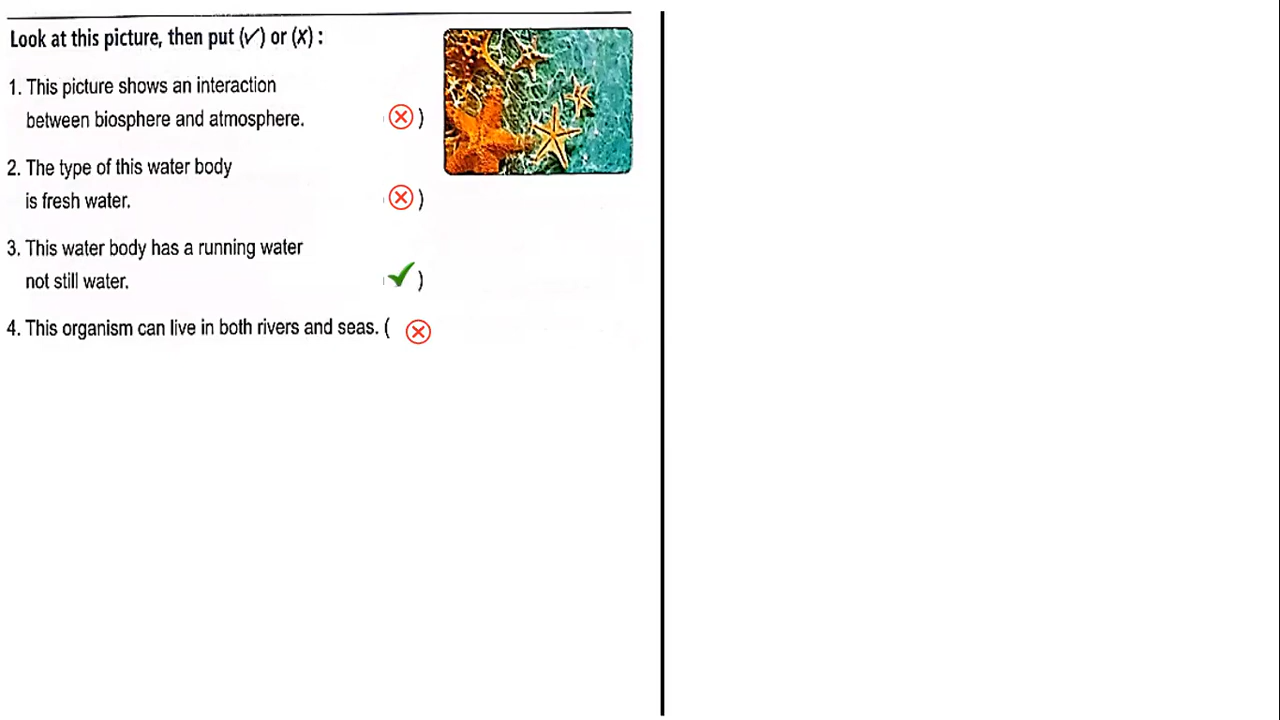 Look at this picture, then put (✓) or (x) :
1. This picture shows an interaction
between biosphere and atmosphere. ⊗ )
2. The type of this water body
is fresh water. ⊗ )
3. This water body has a running water
not still water. ✓ )
4. This organism can live in both rivers and seas. ( ⊗